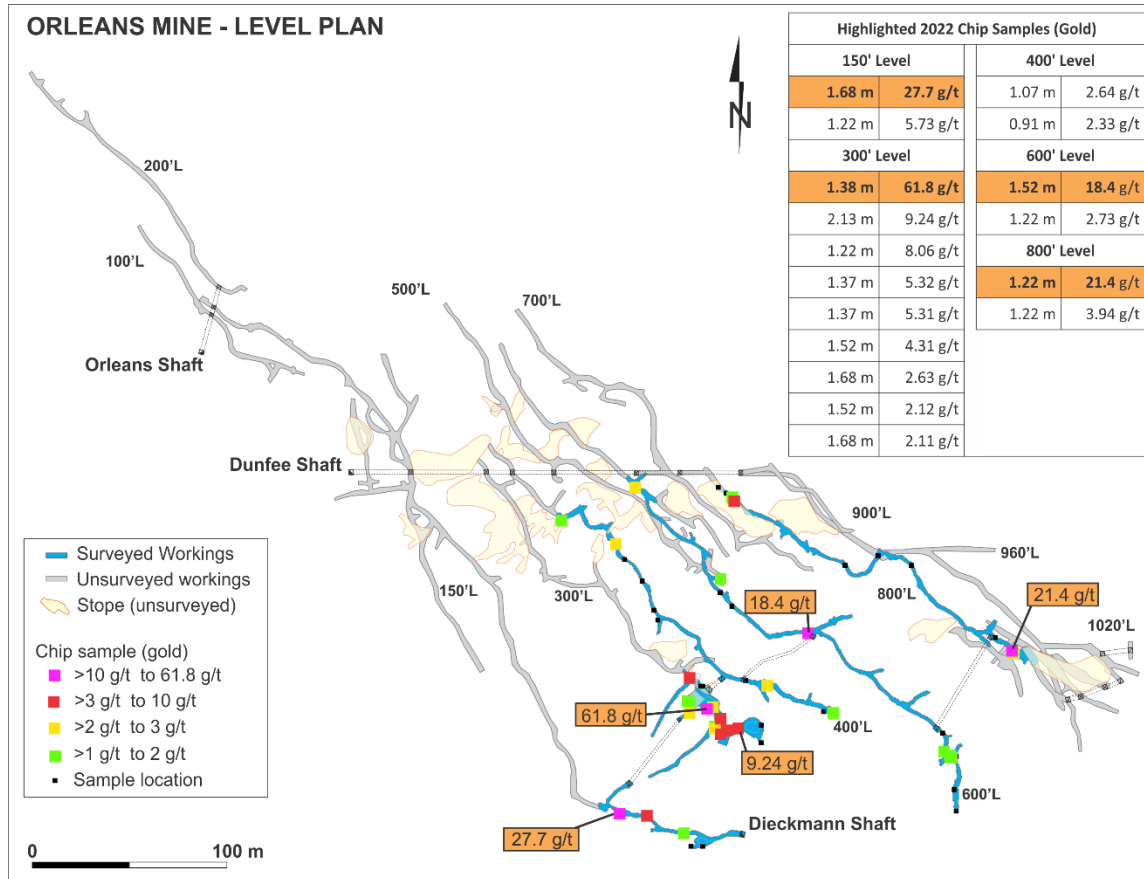 ORLEANS MINE - LEVEL PLAN
N
Highlighted 2022 Chip Samples (Gold)
150' Level
1.68 m 27.7 g/t
1.22 m 5.73 g/t
300' Level
1.38 m 61.8 g/t
2.13 m 9.24 g/t
1.22 m 8.06 g/t
1.37 m 5.32 g/t
1.37 m 5.31 g/t
1.52 m 4.31 g/t
1.68 m 2.63 g/t
1.52 m 2.12 g/t
1.68 m 2.11 g/t
400' Level
1.07 m 2.64 g/t
0.91 m 2.33 g/t
600' Level
1.52 m 18.4 g/t
1.22 m 2.73 g/t
800' Level
1.22 m 21.4 g/t
1.22 m 3.94 g/t
200'L
100'L
500'L
700'L
Orleans Shaft
Dunfee Shaft
900'L
960'L
150'L
300'L
800'L
1020'L
18.4 g/t
21.4 g/t
61.8 g/t
400'L
9.24 g/t
600'L
27.7 g/t
Dieckmann Shaft
Surveyed Workings
Unsurveyed workings
Stope (unsurveyed)
Chip sample (gold)
>10 g/t to 61.8 g/t
>3 g/t to 10 g/t
>2 g/t to 3 g/t
>1 g/t to 2 g/t
Sample location
0 100 m